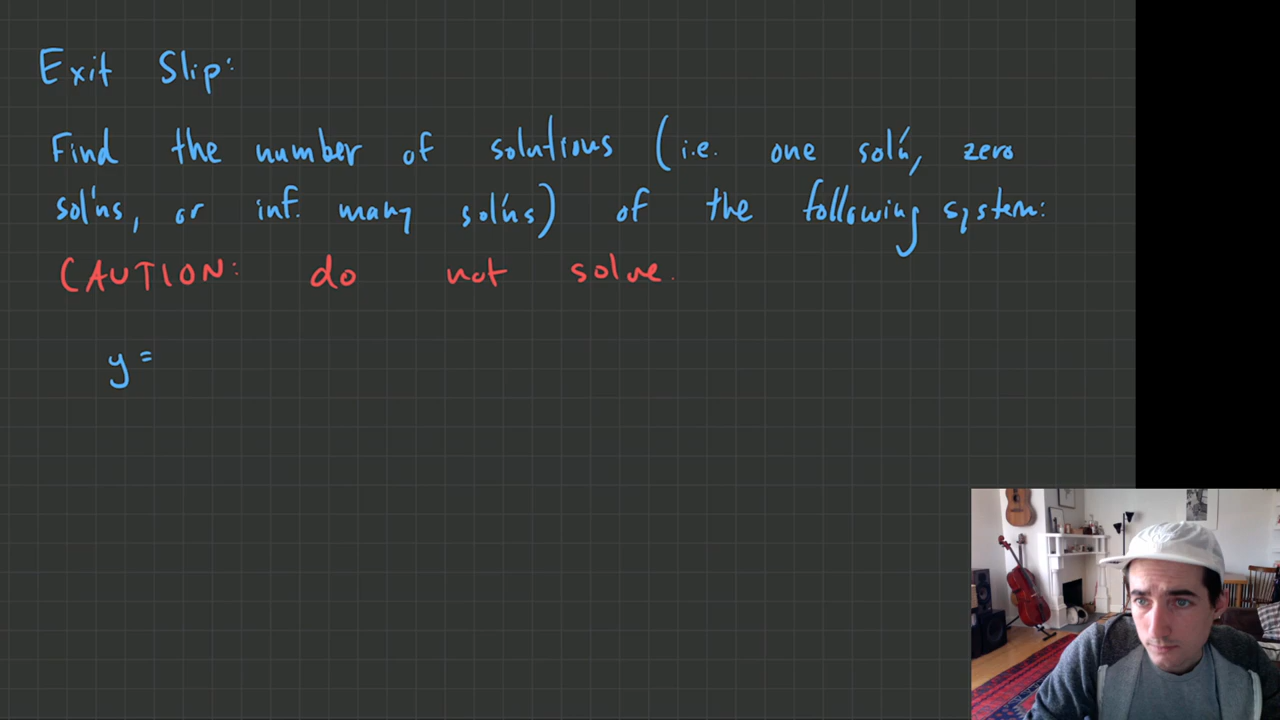 Exit Slip:
Find the number of solutions (i.e. one sol'n, zero
sol'ns, or inf. many sol'ns) of the following system:
CAUTION: do not solve.
y =